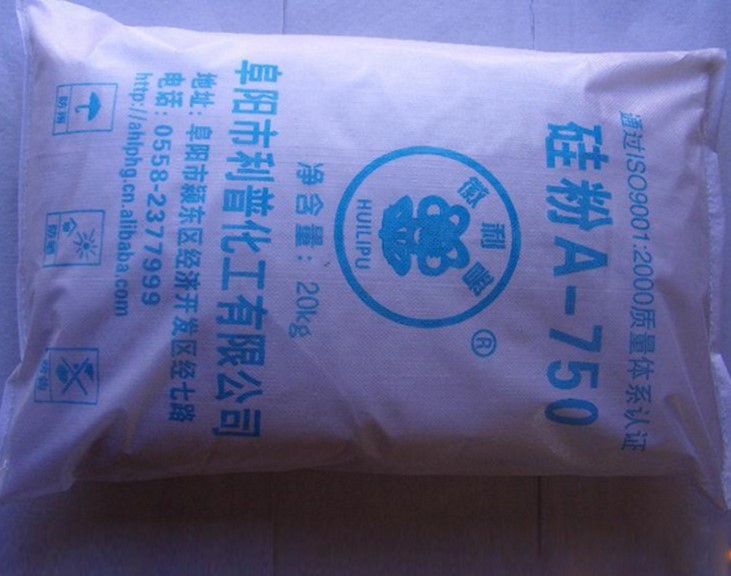 通过ISO9001:2000质量体系认证
硅粉A-750
徽利普
HUILIPU
®
净含量：20kg
阜阳市利普化工有限公司
地址：阜阳市颍东区经济开发区经七路
电话：0558-2377999
http://ahlphg.cn.alibaba.com
防雨
防晒